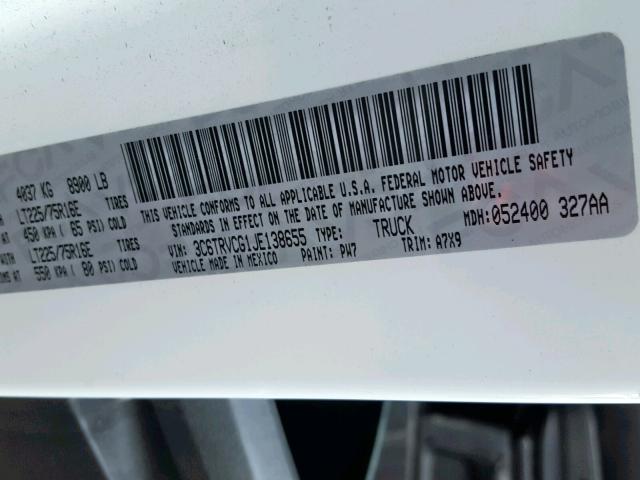 4037 KG 8900 LB
LT225/75R16E
450 KPA ( 65 PSI) COLD
WITH LT225/75R16E
AT 550 KPA ( 80 PSI) COLD
THIS VEHICLE CONFORMS TO ALL APPLICABLE U.S.A. FEDERAL MOTOR VEHICLE SAFETY
STANDARDS IN EFFECT ON THE DATE OF MANUFACTURE SHOWN ABOVE.
VIN: 3C6TRVCG1JE138655 TYPE: TRUCK MDH: 052400 327AA
VEHICLE MADE IN MEXICO PAINT: PW7 TRIM: A7X9